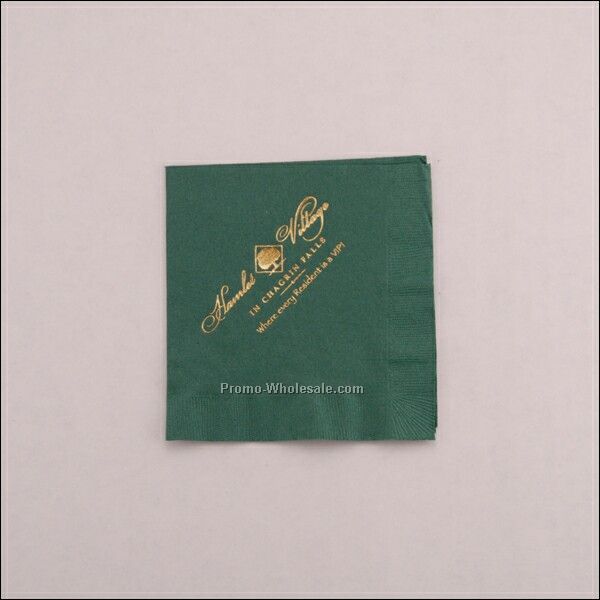 Hamlet Village
IN CHAGRIN FALLS
Where every Resident is a VIP!
Promo-Wholesale.com